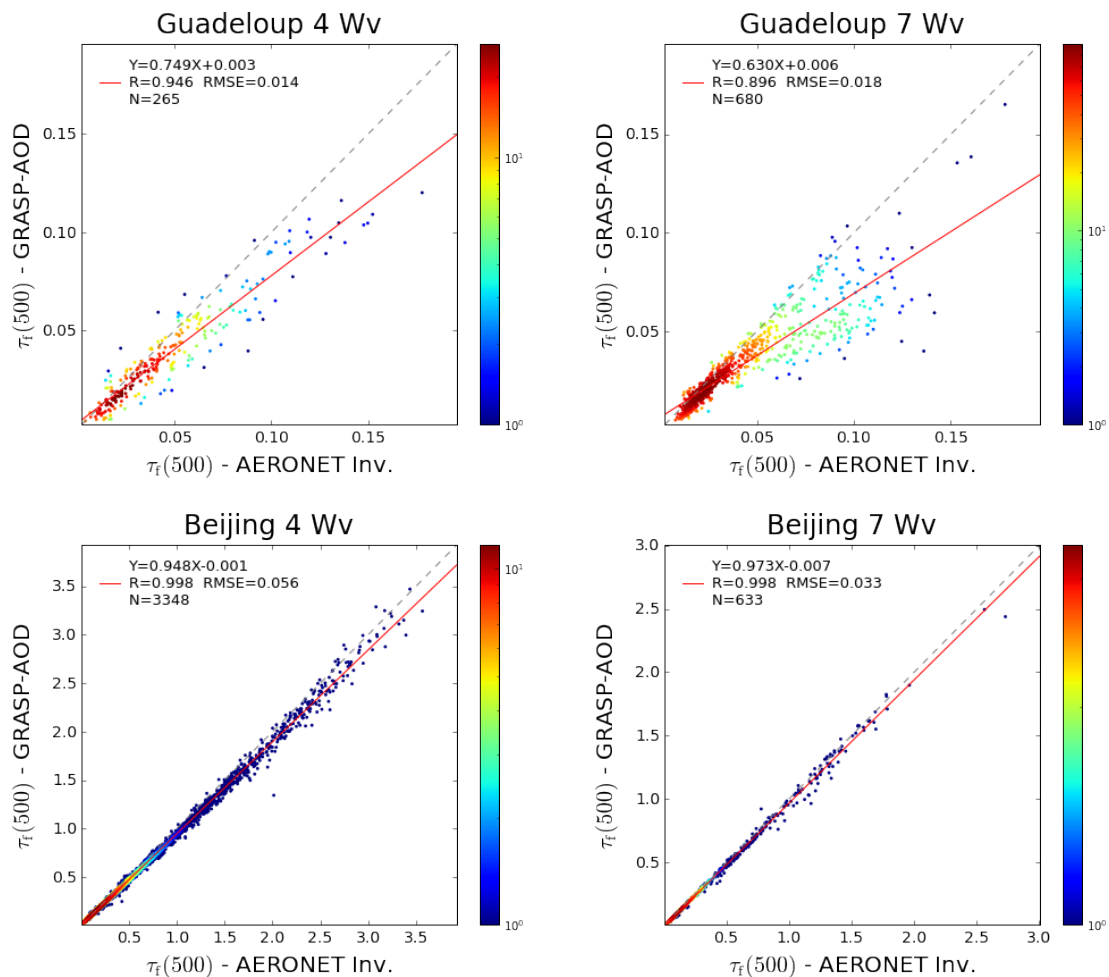 Guadeloup 4 Wv
Y=0.749X+0.003
R=0.946 RMSE=0.014
N=265
0.15
0.10
0.05
τf(500) - GRASP-AOD
0.05 0.10 0.15
τf(500) - AERONET Inv.
10¹
10⁰
Guadeloup 7 Wv
Y=0.630X+0.006
R=0.896 RMSE=0.018
N=680
0.15
0.10
0.05
τf(500) - GRASP-AOD
0.05 0.10 0.15
τf(500) - AERONET Inv.
10¹
10⁰
Beijing 4 Wv
Y=0.948X-0.001
R=0.998 RMSE=0.056
N=3348
3.5
3.0
2.5
2.0
1.5
1.0
0.5
τf(500) - GRASP-AOD
0.5 1.0 1.5 2.0 2.5 3.0 3.5
τf(500) - AERONET Inv.
10¹
10⁰
Beijing 7 Wv
Y=0.973X-0.007
R=0.998 RMSE=0.033
N=633
3.0
2.5
2.0
1.5
1.0
0.5
τf(500) - GRASP-AOD
0.5 1.0 1.5 2.0 2.5 3.0
τf(500) - AERONET Inv.
10⁰